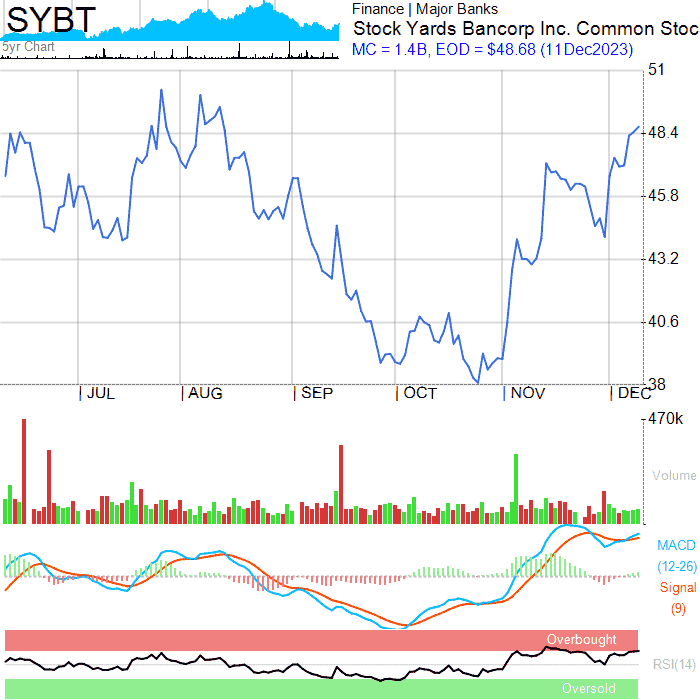 SYBT
5yr Chart
Finance | Major Banks
Stock Yards Bancorp Inc. Common Stoc
MC = 1.4B, EOD = $48.68 (11Dec2023)
51
48.4
45.8
43.2
40.6
38
JUL AUG SEP OCT NOV DEC
470k
Volume
MACD
(12-26)
Signal
(9)
Overbought
RSI(14)
Oversold